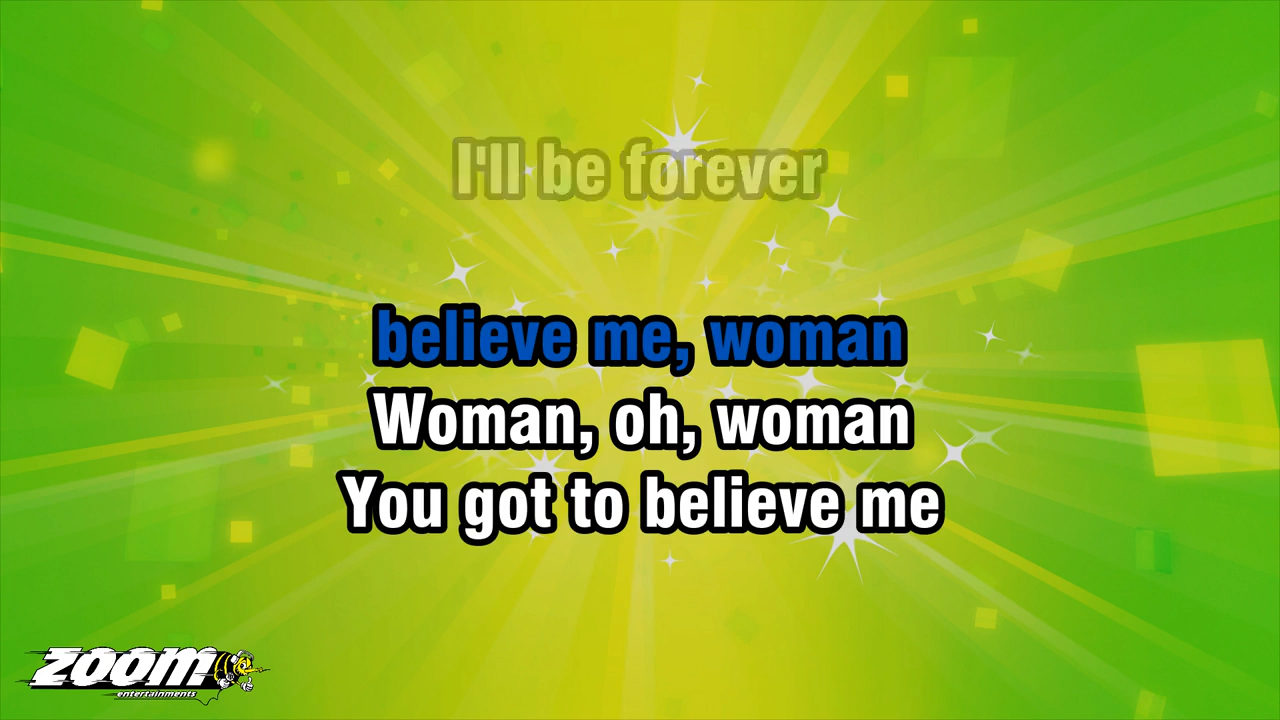 I'll be forever
believe me, woman
Woman, oh, woman
You got to believe me
zoom
entertainments